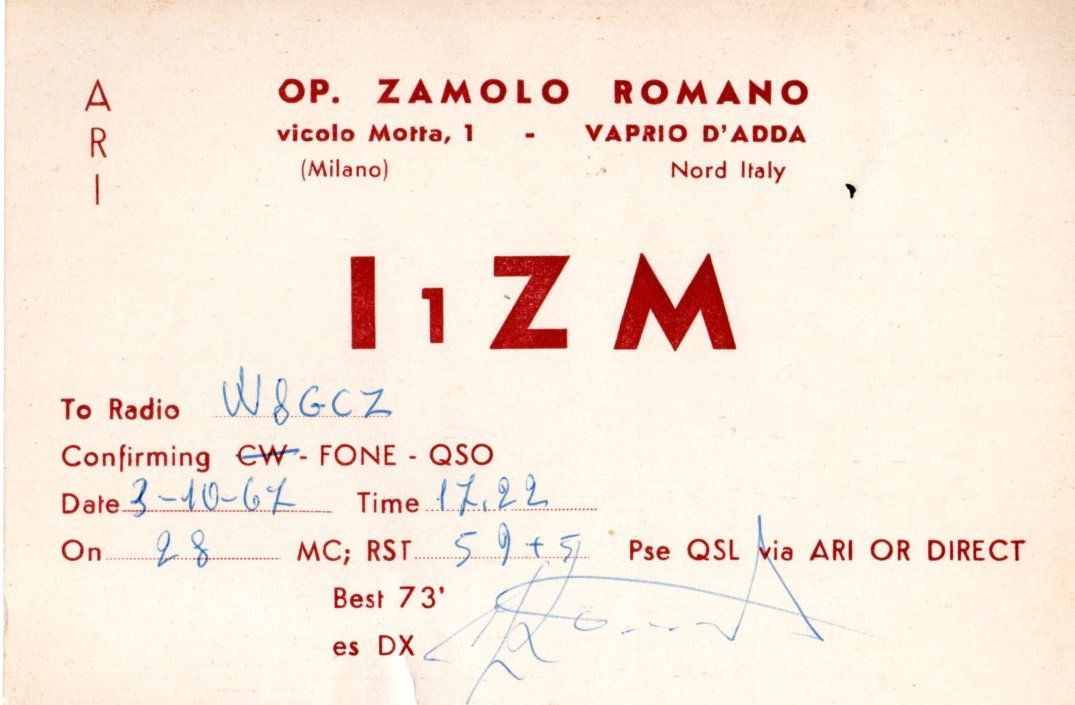 ARI
OP. ZAMOLO ROMANO
vicolo Motta, 1 - VAPRIO D'ADDA
(Milano) Nord Italy
I1ZM
To Radio W8GCZ
Confirming CW - FONE - QSO
Date 3-10-67 Time 17.22
On 28 MC; RST 59+5 Pse QSL via ARI OR DIRECT
Best 73'
es DX